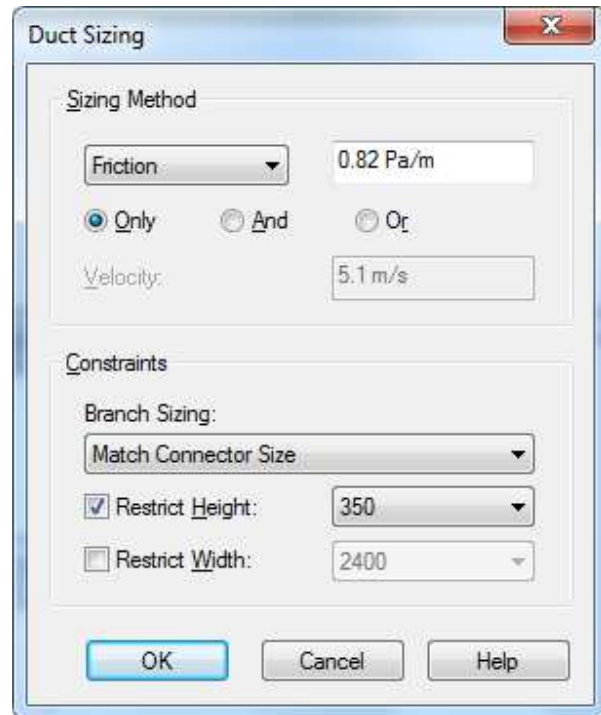 Duct Sizing
Sizing Method
Friction 0.82 Pa/m
Only And Or
Velocity: 5.1 m/s
Constraints
Branch Sizing:
Match Connector Size
Restrict Height: 350
Restrict Width: 2400
OK Cancel Help